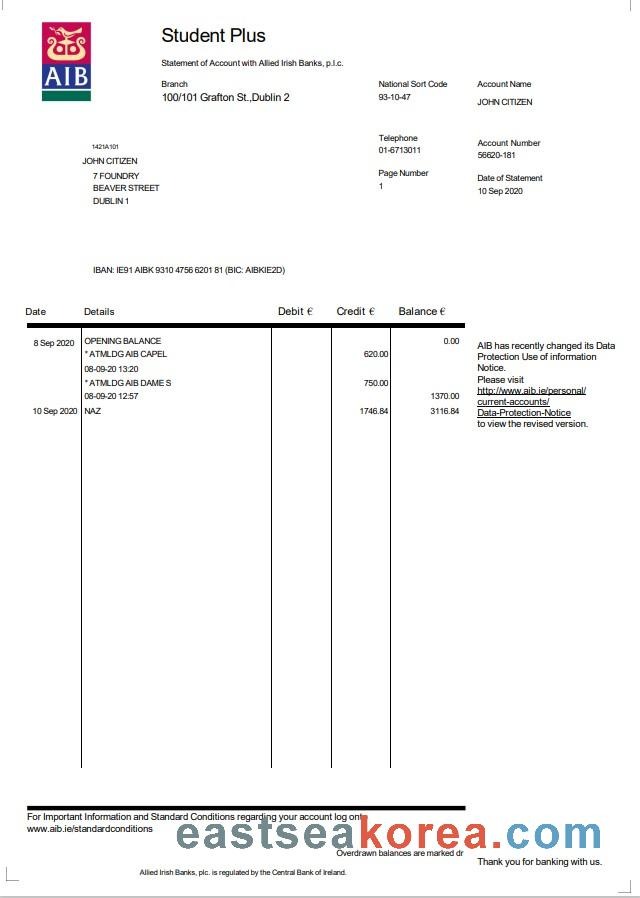 AIB
Student Plus
Statement of Account with Allied Irish Banks, p.l.c.
Branch
100/101 Grafton St.,Dublin 2
National Sort Code
93-10-47
Account Name
JOHN CITIZEN
Telephone
01-6713011
Account Number
56620-181
Page Number
1
Date of Statement
10 Sep 2020
1421A101
JOHN CITIZEN
7 FOUNDRY
BEAVER STREET
DUBLIN 1
IBAN: IE91 AIBK 9310 4756 6201 81 (BIC: AIBKIE2D)
Date Details Debit € Credit € Balance €
8 Sep 2020 OPENING BALANCE 0.00
* ATMLDG AIB CAPEL 620.00
08-09-20 13:20
* ATMLDG AIB DAME S 750.00
08-09-20 12:57 1370.00
10 Sep 2020 NAZ 1746.84 3116.84
AIB has recently changed its Data
Protection Use of information
Notice.
Please visit
http://www.aib.ie/personal/
current-accounts/
Data-Protection-Notice
to view the revised version.
For Important Information and Standard Conditions regarding your account log onto
www.aib.ie/standardconditions
eastseakorea.com
Overdrawn balances are marked dr
Thank you for banking with us.
Allied Irish Banks, plc. is regulated by the Central Bank of Ireland.